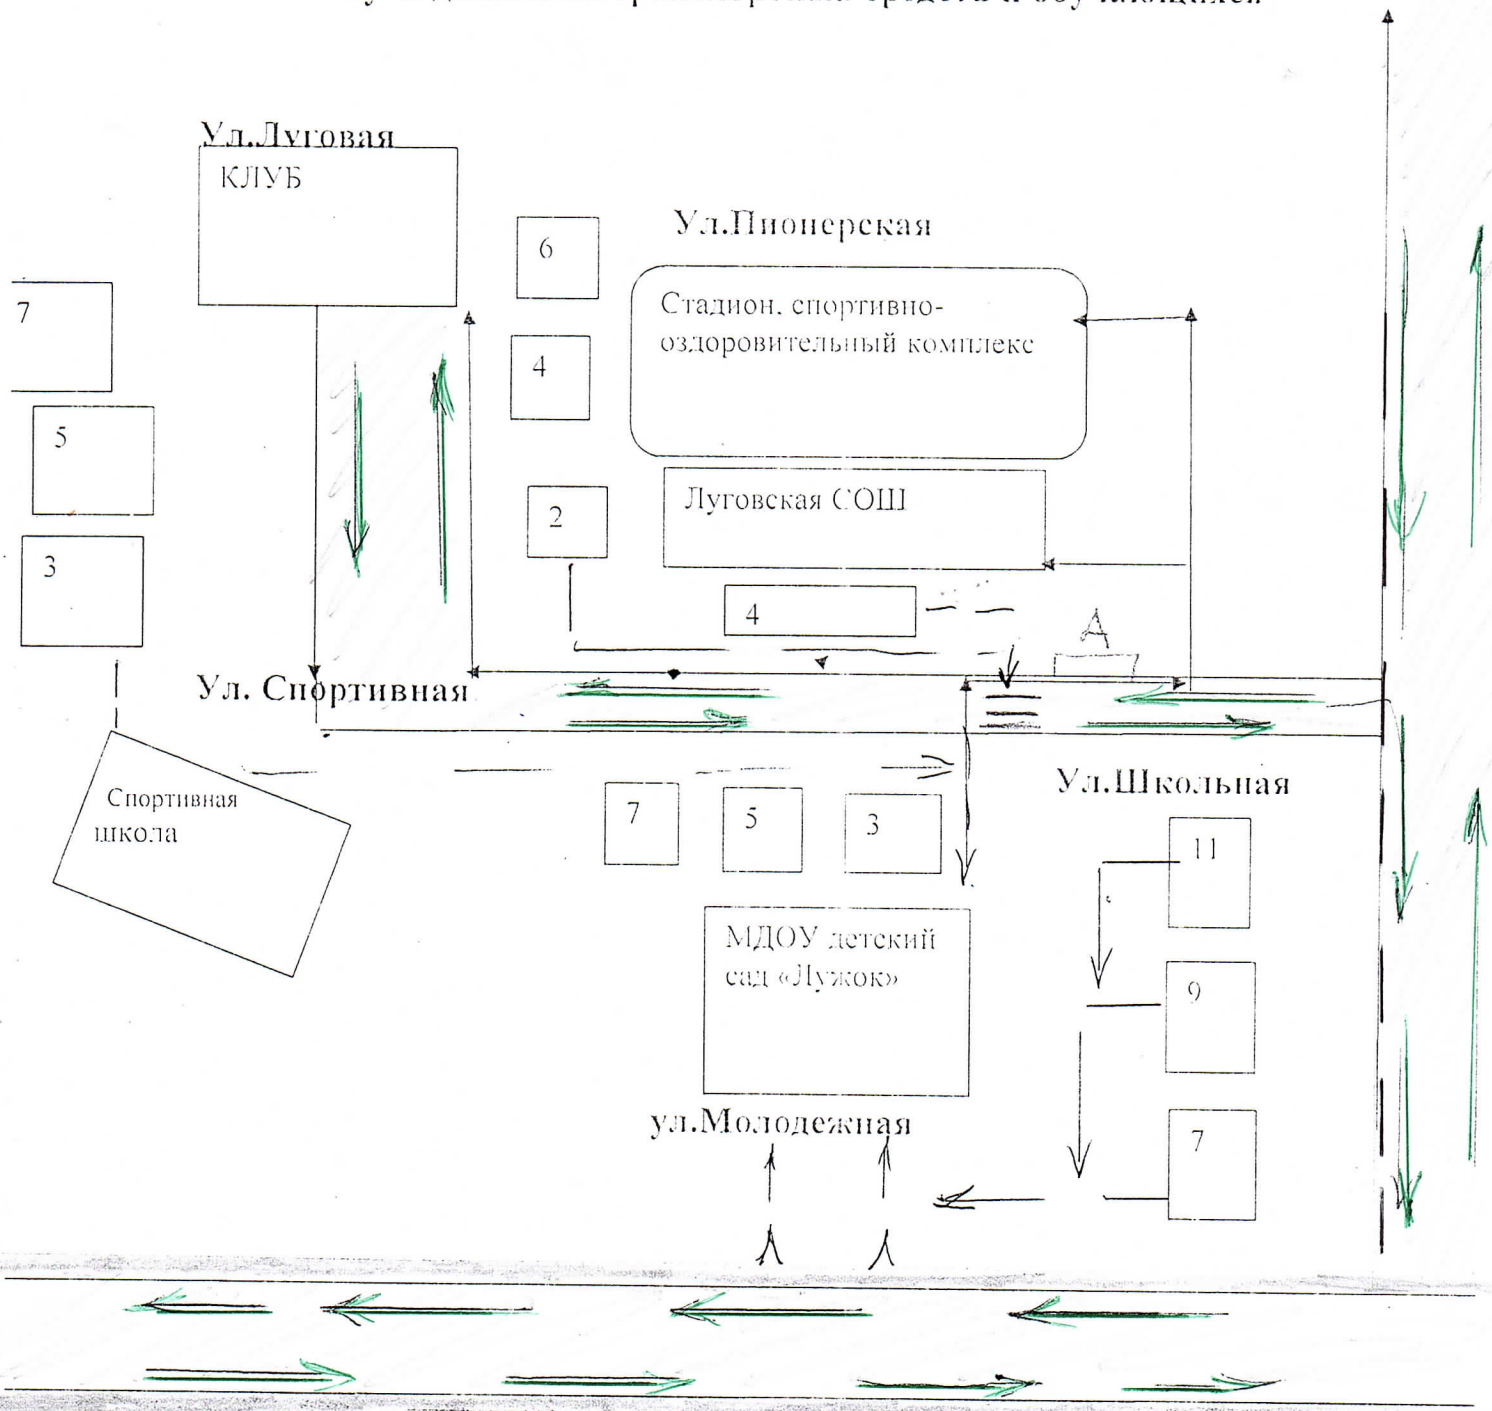 Ул.Луговая
КЛУБ
Ул.Пионерская
6
Стадион, спортивно-
оздоровительный комплекс
7
4
5
Луговская СОШ
2
3
4
А
Ул. Спортивная
Ул.Школьная
Спортивная
школа
7
5
3
11
МДОУ детский
сад «Лужок»
9
ул.Молодежная
7